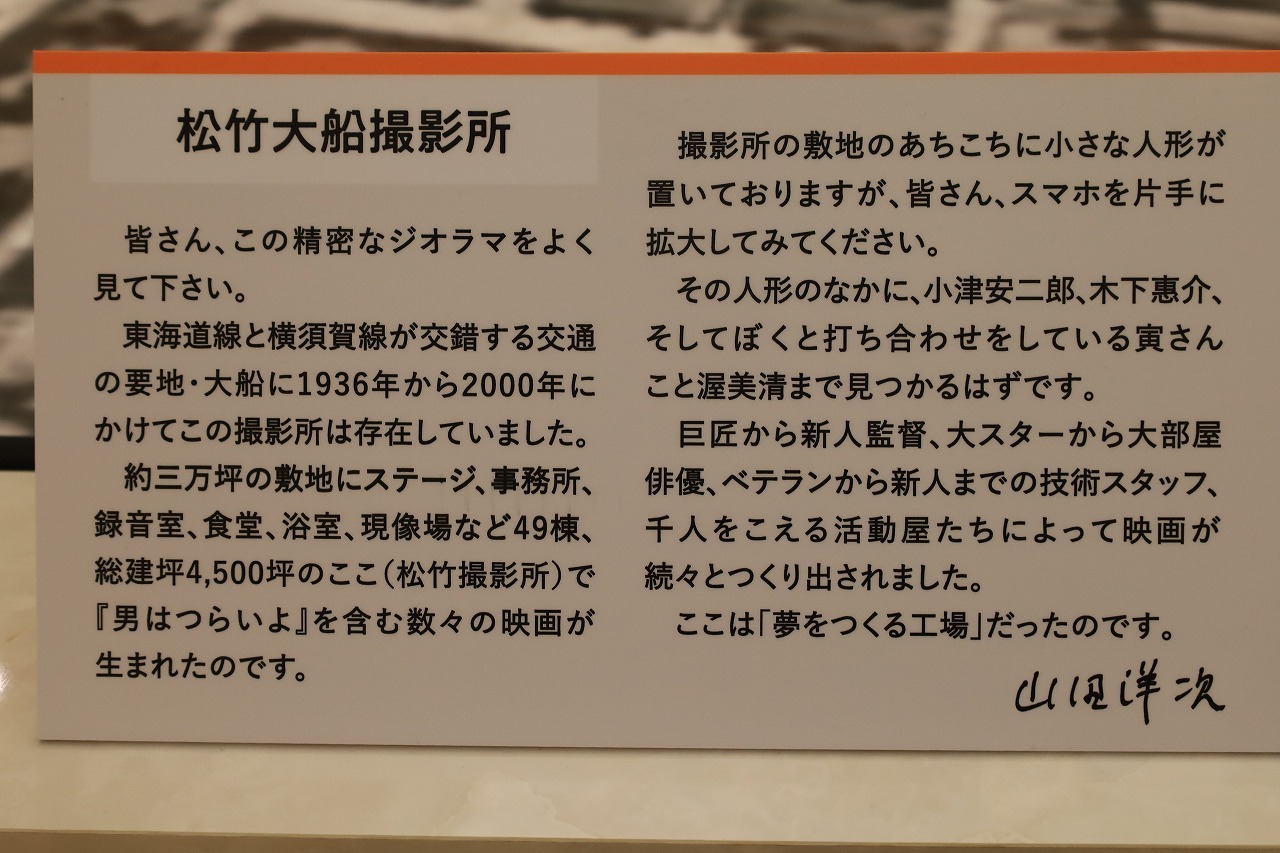 松竹大船撮影所
皆さん、この精密なジオラマをよく
見て下さい。
東海道線と横須賀線が交錯する交通
の要地・大船に1936年から2000年に
かけてこの撮影所は存在していました。
約三万坪の敷地にステージ、事務所、
録音室、食堂、浴室、現像場など49棟、
総建坪4,500坪のここ（松竹撮影所）で
『男はつらいよ』を含む数々の映画が
生まれたのです。
撮影所の敷地のあちこちに小さな人形が
置いておりますが、皆さん、スマホを片手に
拡大してみてください。
その人形のなかに、小津安二郎、木下惠介、
そしてぼくと打ち合わせをしている寅さん
こと渥美清まで見つかるはずです。
巨匠から新人監督、大スターから大部屋
俳優、ベテランから新人までの技術スタッフ、
千人をこえる活動屋たちによって映画が
続々とつくり出されました。
ここは「夢をつくる工場」だったのです。
山田洋次